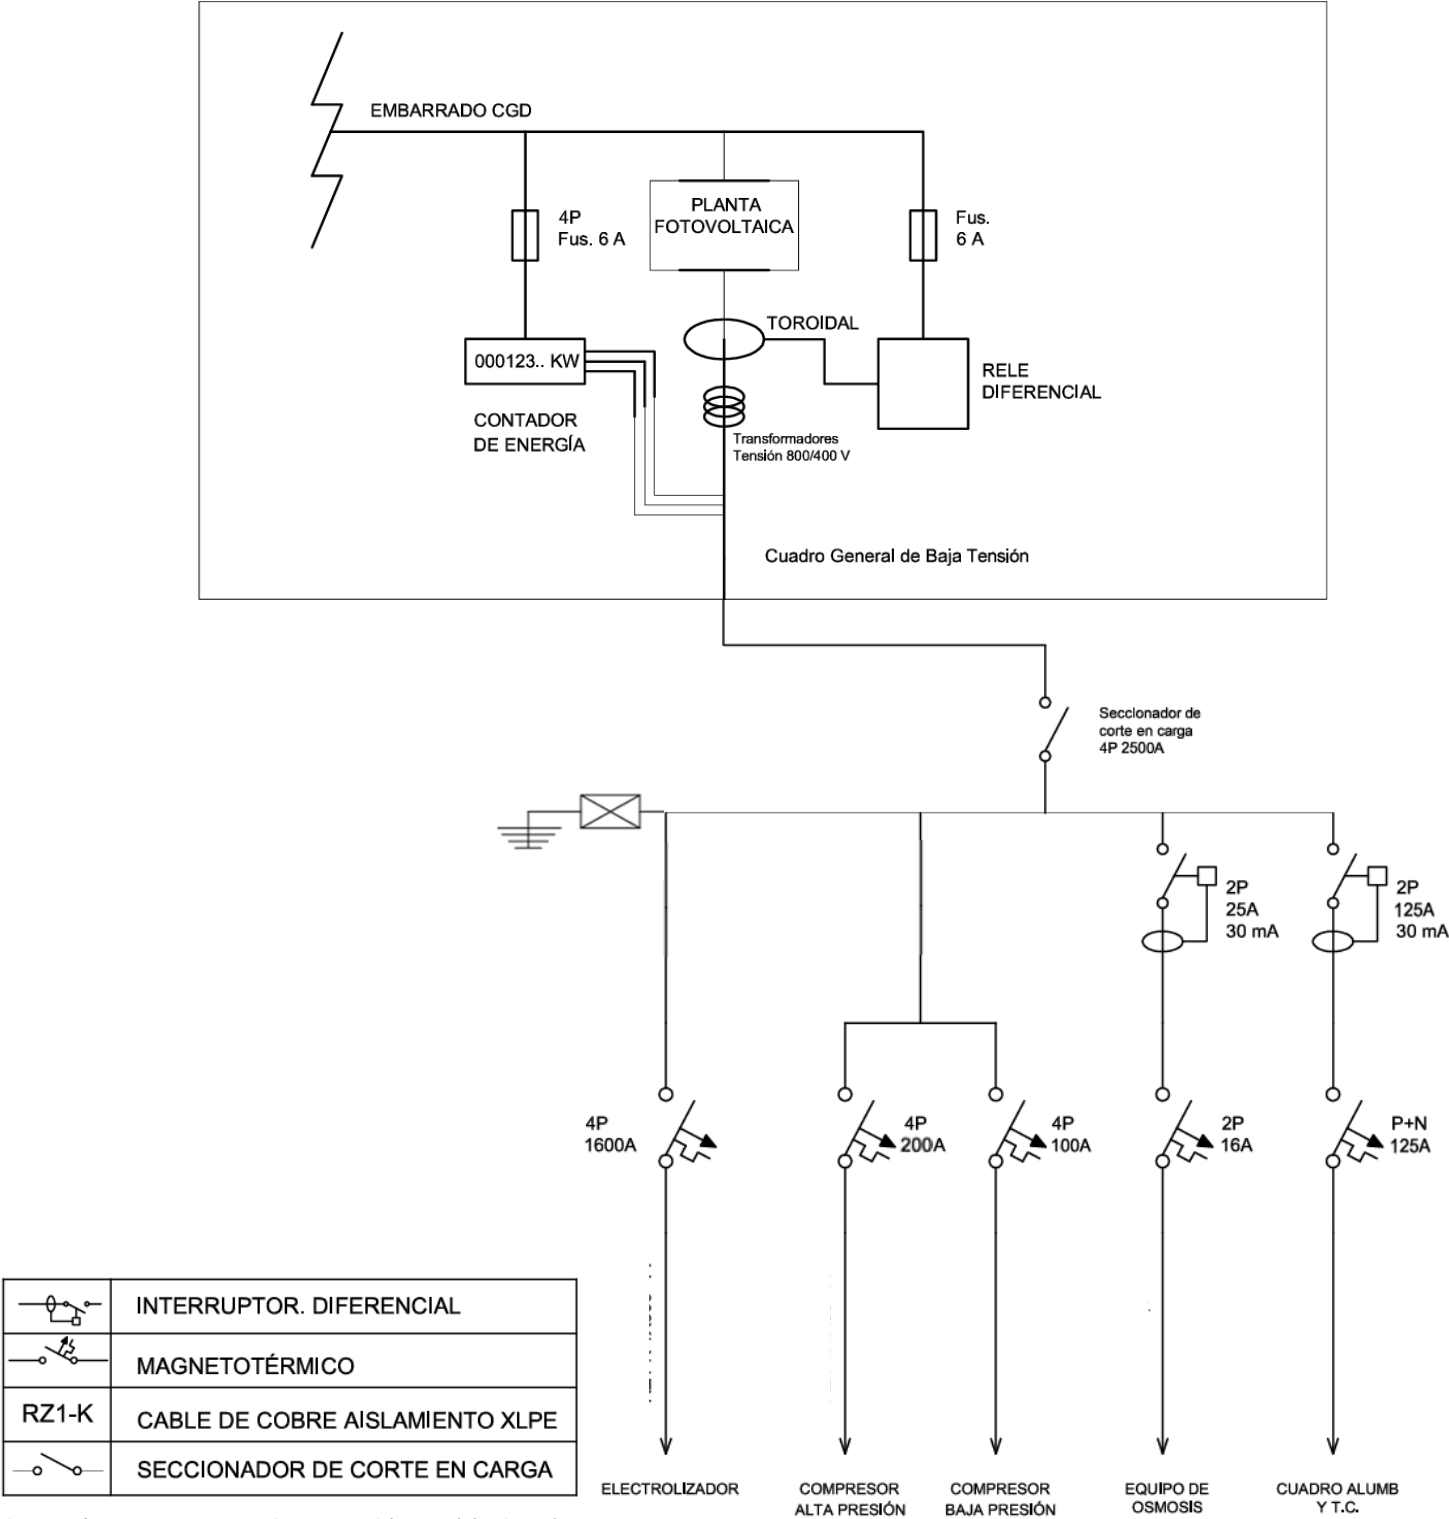 EMBARRADO CGD
4P
Fus. 6 A
PLANTA
FOTOVOLTAICA
Fus.
6 A
TOROIDAL
000123.. KW
RELE
DIFERENCIAL
CONTADOR
DE ENERGÍA
Transformadores
Tensión 800/400 V
Cuadro General de Baja Tensión
Seccionador de
corte en carga
4P 2500A
2P
25A
30 mA
2P
125A
30 mA
4P
1600A
4P
200A
4P
100A
2P
16A
P+N
125A
INTERRUPTOR. DIFERENCIAL
MAGNETOTÉRMICO
RZ1-K
CABLE DE COBRE AISLAMIENTO XLPE
SECCIONADOR DE CORTE EN CARGA
ELECTROLIZADOR
COMPRESOR
ALTA PRESIÓN
COMPRESOR
BAJA PRESIÓN
EQUIPO DE
OSMOSIS
CUADRO ALUMB
Y T.C.